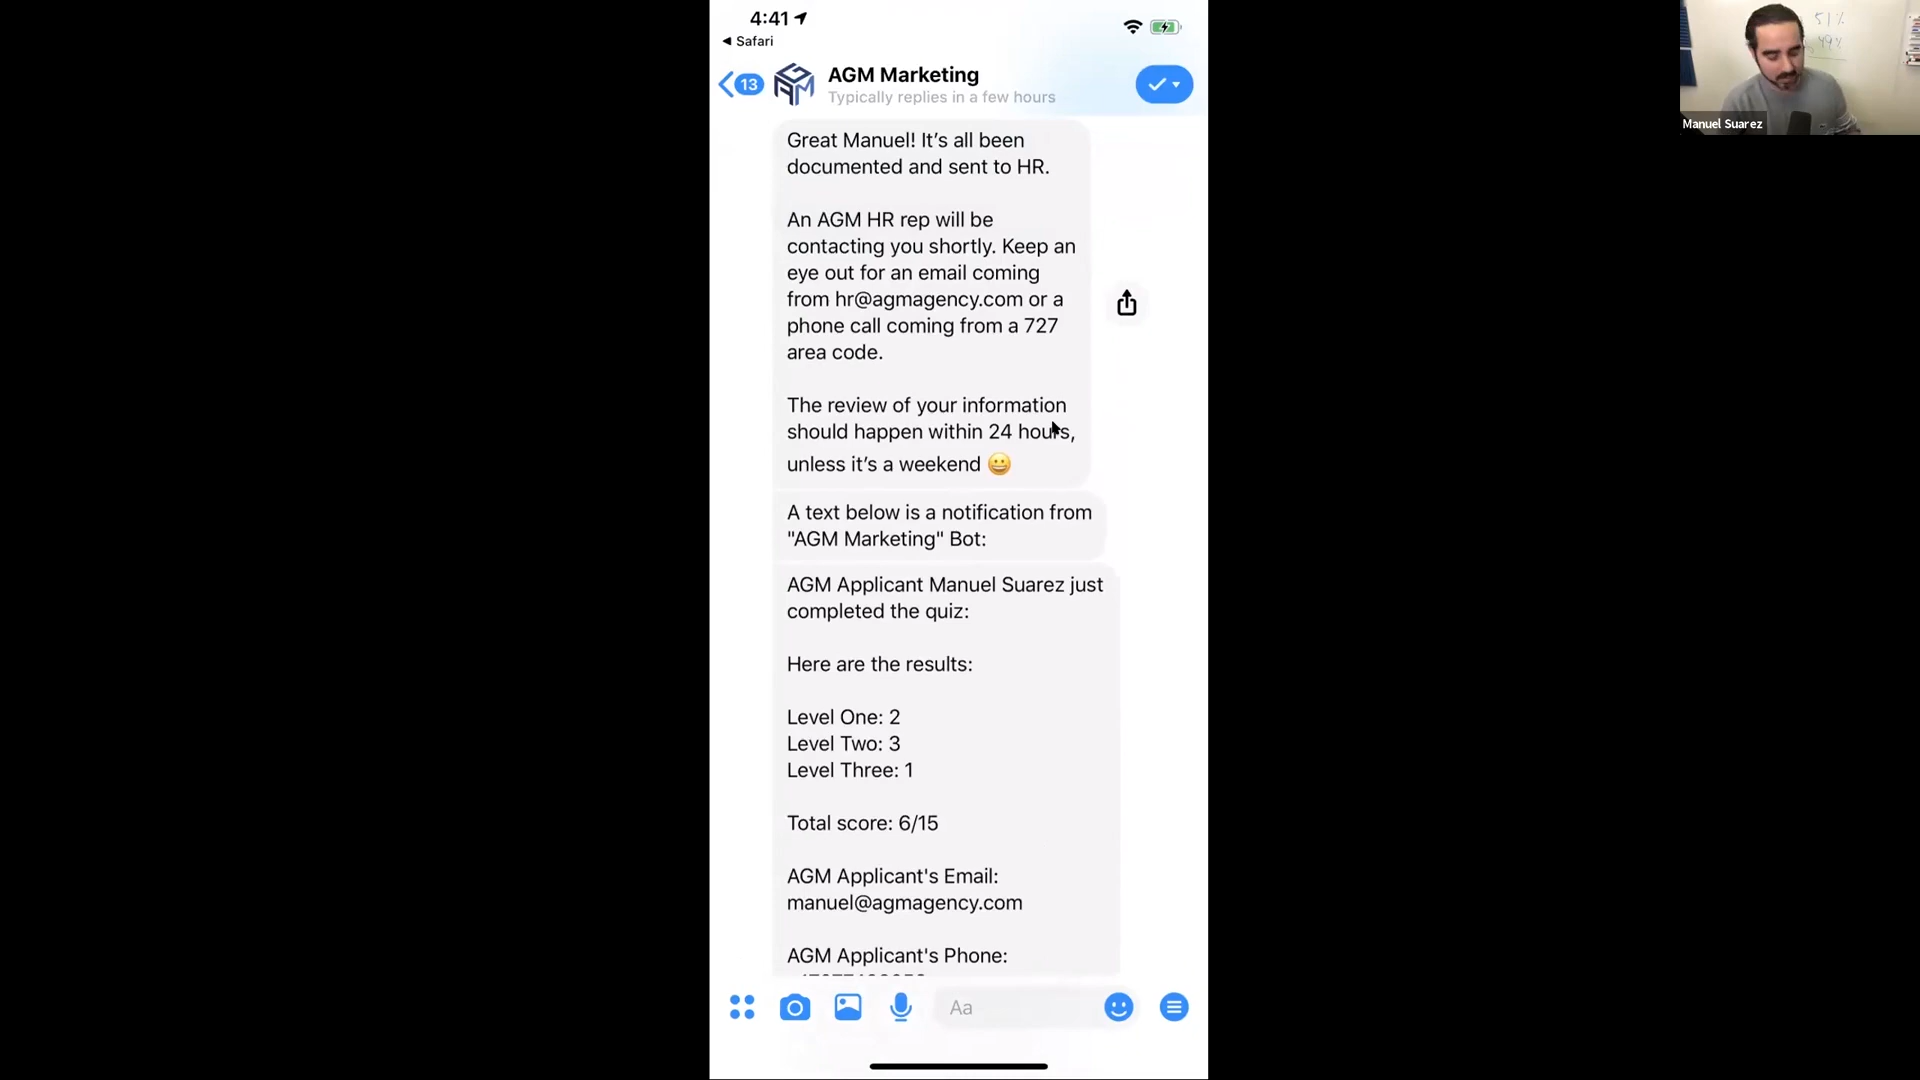 4:41
Safari
13
AGM Marketing
Typically replies in a few hours
Great Manuel! It’s all been
documented and sent to HR.
An AGM HR rep will be
contacting you shortly. Keep an
eye out for an email coming
from hr@agmagency.com or a
phone call coming from a 727
area code.
The review of your information
should happen within 24 hours,
unless it’s a weekend 😀
A text below is a notification from
"AGM Marketing" Bot:
AGM Applicant Manuel Suarez just
completed the quiz:
Here are the results:
Level One: 2
Level Two: 3
Level Three: 1
Total score: 6/15
AGM Applicant's Email:
manuel@agmagency.com
AGM Applicant's Phone:
Aa
51%
49%
Manuel Suarez